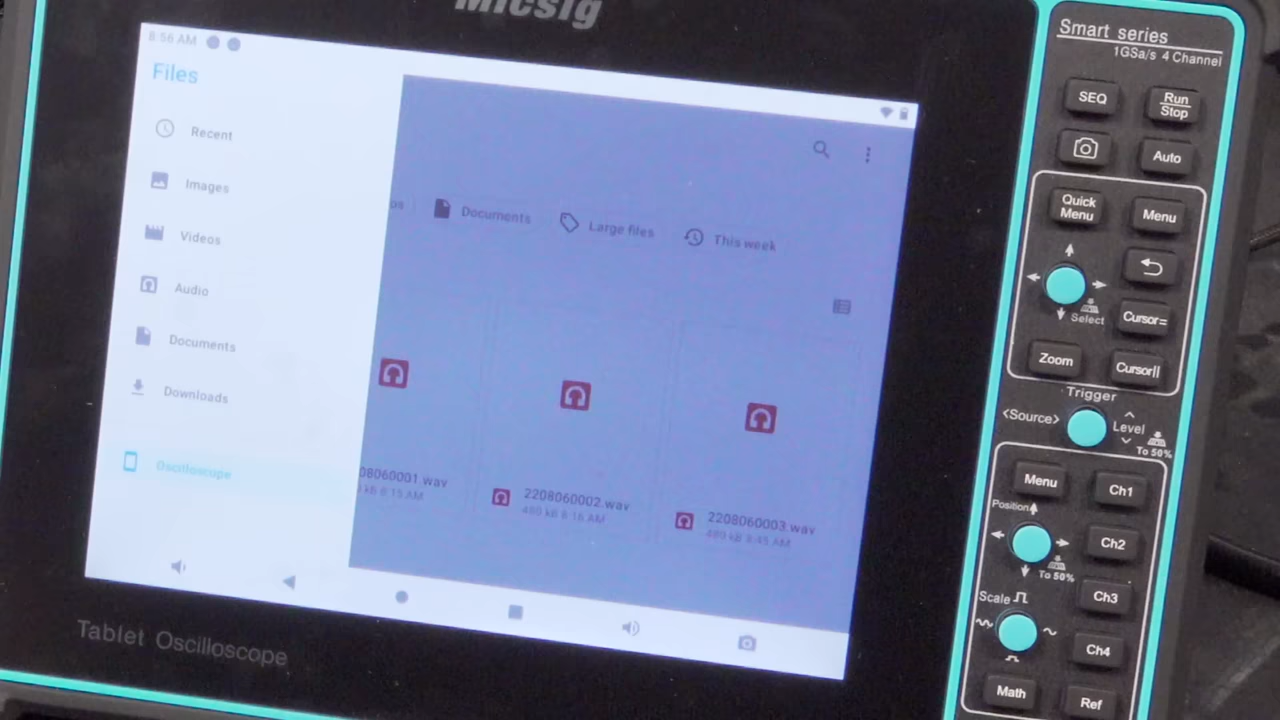 Micsig
8:56 AM
Files
Recent
Images
Videos
Audio
Documents
Downloads
Oscilloscope
Documents
Large files
This week
08060001.wav
8:15 AM
2208060002.wav
480 kB 8:16 AM
2208060003.wav
480 kB 8:45 AM
Tablet Oscilloscope
Smart series
1GSa/s 4 Channel
SEQ
Run
Stop
Auto
Quick
Menu
Menu
Select
Cursor=
Zoom
Cursor||
Trigger
<Source>
Level
To 50%
Menu
Ch1
Position
Ch2
To 50%
Ch3
Scale
Ch4
Math
Ref